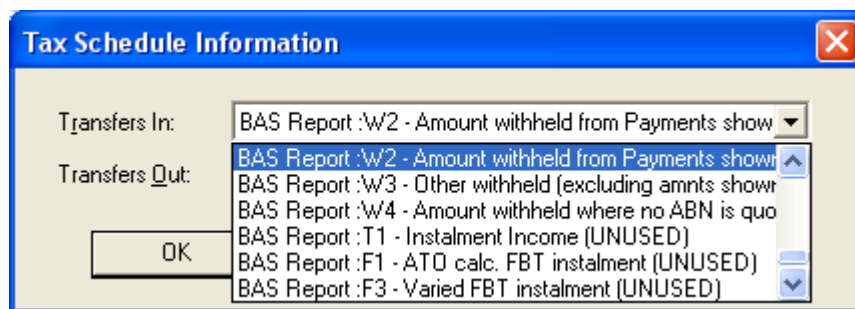 Tax Schedule Information
Transfers In:
BAS Report :W2 - Amount withheld from Payments show
Transfers Out:
BAS Report :W2 - Amount withheld from Payments shown
BAS Report :W3 - Other withheld (excluding amnts shown
BAS Report :W4 - Amount withheld where no ABN is quo
BAS Report :T1 - Instalment Income (UNUSED)
BAS Report :F1 - ATO calc. FBT instalment (UNUSED)
BAS Report :F3 - Varied FBT instalment (UNUSED)
OK